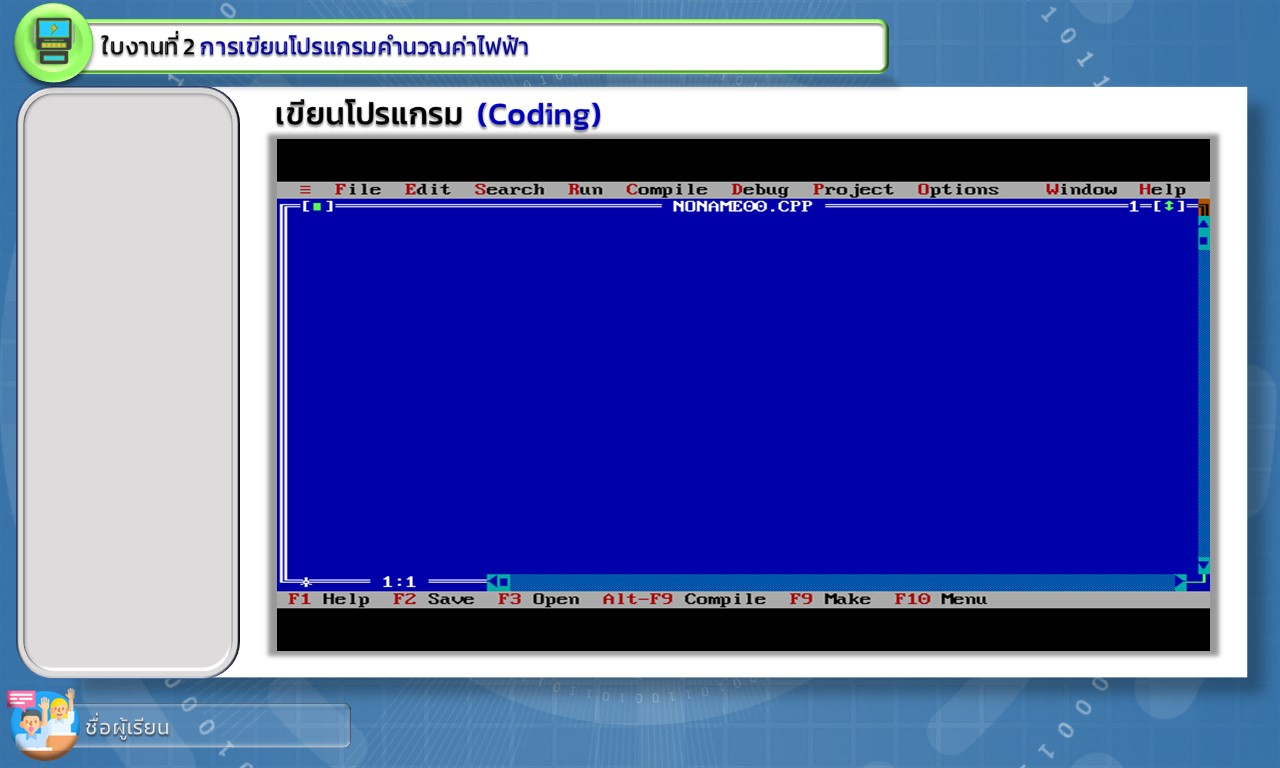 ใบงานที่ 2 การเขียนโปรแกรมคำนวณค่าไฟฟ้า
เขียนโปรแกรม (Coding)
≡ File Edit Search Run Compile Debug Project Options Window Help
[■] NONAME00.CPP 1=[↕]
* 1:1
F1 Help F2 Save F3 Open Alt-F9 Compile F9 Make F10 Menu
ชื่อผู้เรียน